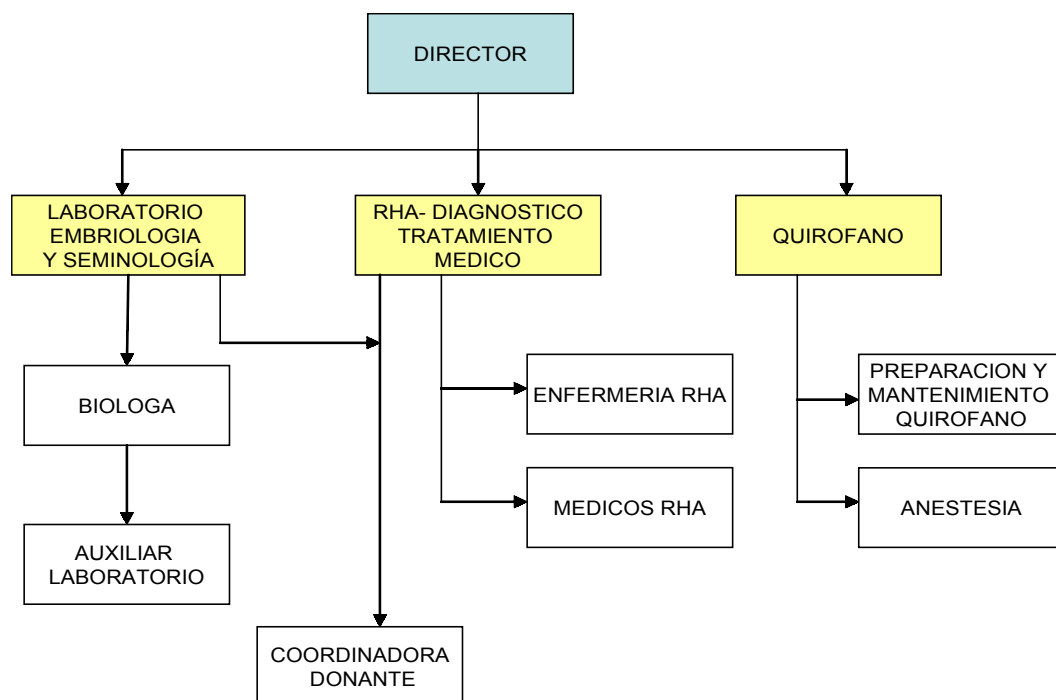 DIRECTOR
LABORATORIO
EMBRIOLOGIA
Y SEMINOLOGÍA
RHA- DIAGNOSTICO
TRATAMIENTO
MEDICO
QUIROFANO
BIOLOGA
ENFERMERIA RHA
PREPARACION Y
MANTENIMIENTO
QUIROFANO
MEDICOS RHA
ANESTESIA
AUXILIAR
LABORATORIO
COORDINADORA
DONANTE